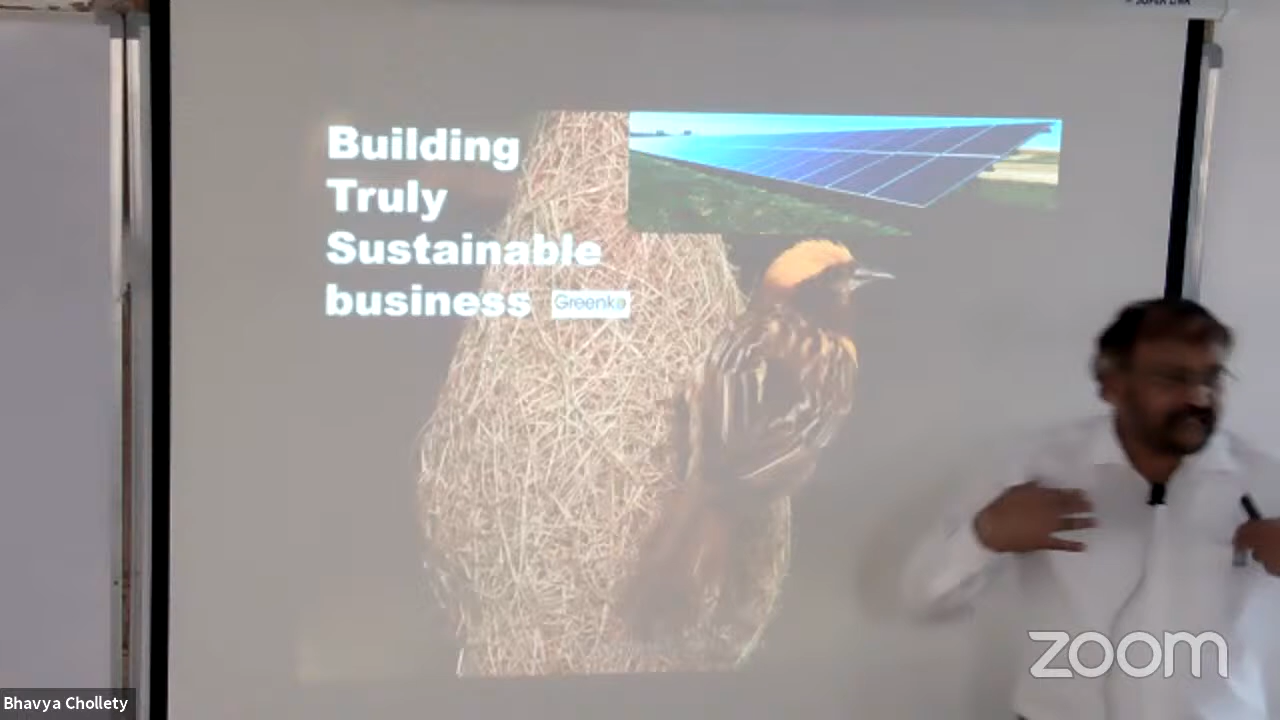 Building
Truly
Sustainable
business Greenko
zoom
Bhavya Chollety